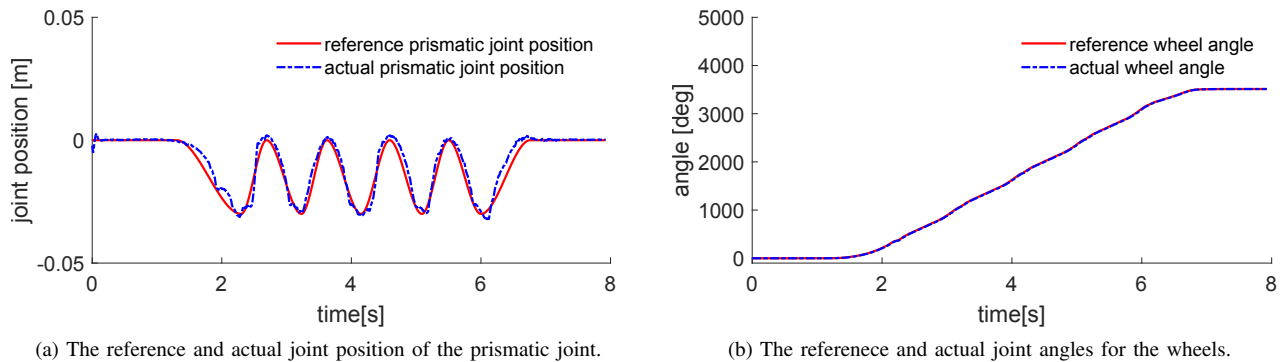 0.05
reference prismatic joint position
actual prismatic joint position
joint position [m]
0
-0.05
0 2 4 6 8
time[s]
(a) The reference and actual joint position of the prismatic joint.
5000
4000
3000
2000
1000
0
reference wheel angle
actual wheel angle
angle [deg]
0 2 4 6 8
time[s]
(b) The referenece and actual joint angles for the wheels.